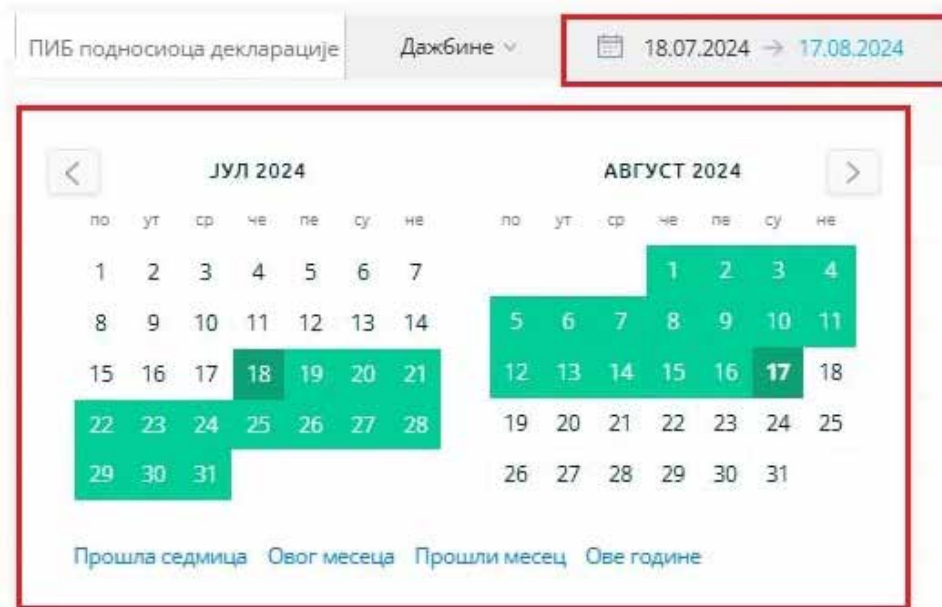 ПИБ подносиоца декларације Дажбине 18.07.2024 → 17.08.2024
ЈУЛ 2024
по ут ср че пе су не
1 2 3 4 5 6 7
8 9 10 11 12 13 14
15 16 17 18 19 20 21
22 23 24 25 26 27 28
29 30 31
АВГУСТ 2024
по ут ср че пе су не
1 2 3 4
5 6 7 8 9 10 11
12 13 14 15 16 17 18
19 20 21 22 23 24 25
26 27 28 29 30 31
Прошла седмица Овог месеца Прошли месец Ове године